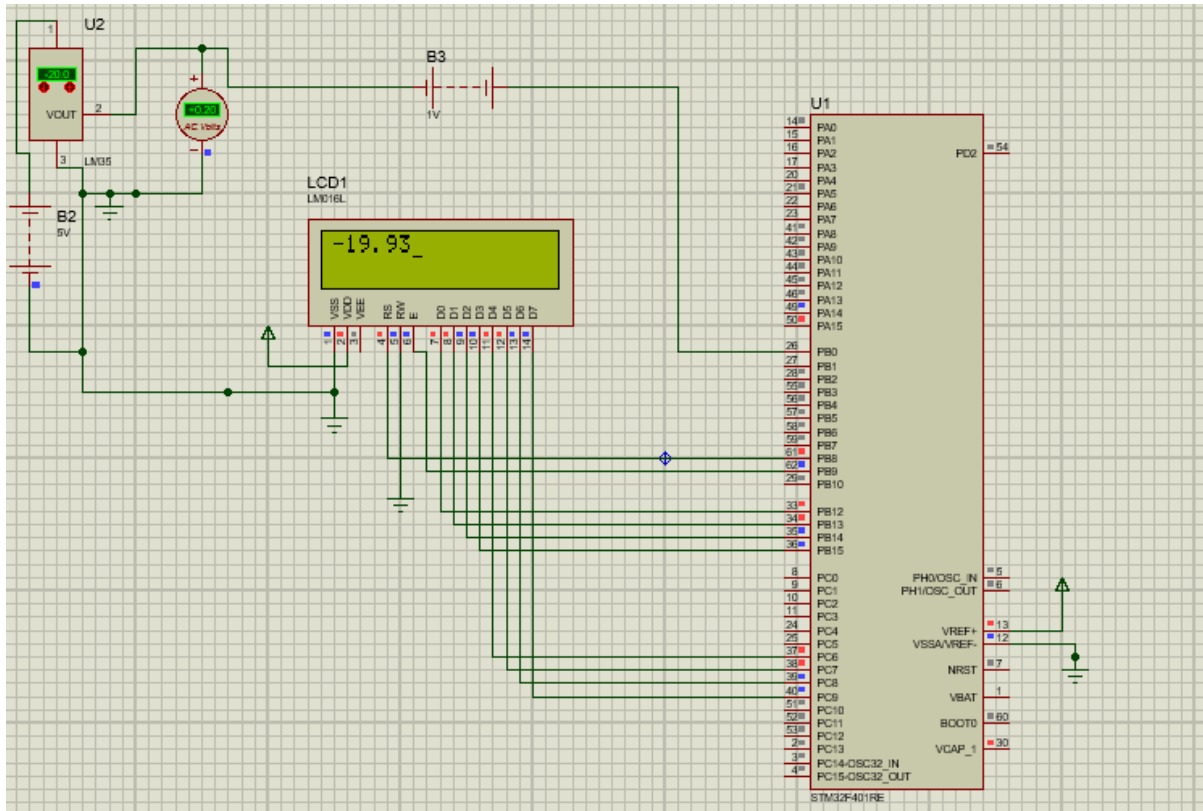 U2
1
-20.0
VOUT
2
3
LM35
+
+0.20
AC Volts
-
B3
1V
B2
5V
LCD1
LM016L
-19.93_
VSS
VDD
VEE
RS
RW
E
D0
D1
D2
D3
D4
D5
D6
D7
1
2
3
4
5
6
7
8
9
10
11
12
13
14
U1
14 PA0
15 PA1
16 PA2
17 PA3
20 PA4
21 PA5
22 PA6
23 PA7
41 PA8
42 PA9
43 PA10
44 PA11
45 PA12
46 PA13
49 PA14
50 PA15
26 PB0
27 PB1
28 PB2
55 PB3
56 PB4
57 PB5
58 PB6
59 PB7
61 PB8
62 PB9
29 PB10
33 PB12
34 PB13
35 PB14
36 PB15
8 PC0
9 PC1
10 PC2
11 PC3
24 PC4
25 PC5
37 PC6
38 PC7
39 PC8
40 PC9
51 PC10
52 PC11
53 PC12
2 PC13
3 PC14-OSC32_IN
4 PC15-OSC32_OUT
PD2 54
PH0/OSC_IN 5
PH1/OSC_OUT 6
VREF+ 13
VSSA/VREF- 12
NRST 7
VBAT 1
BOOT0 60
VCAP_1 30
STM32F401RE